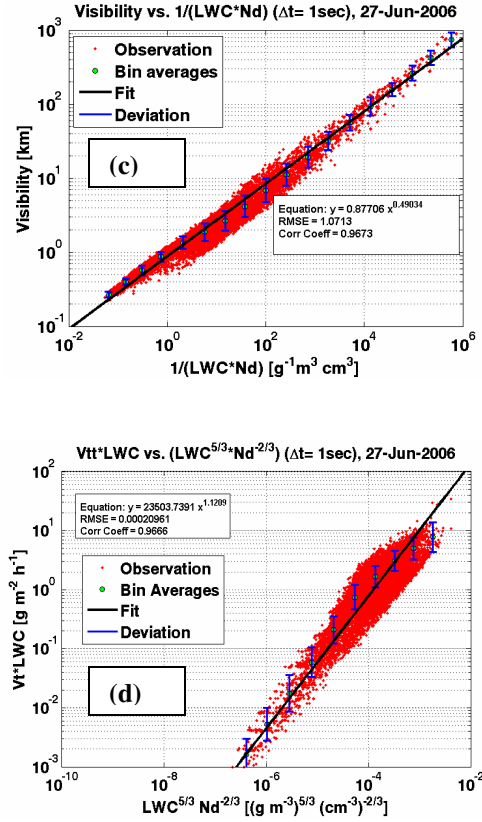 Visibility vs. 1/(LWC*Nd) (Δt= 1sec), 27-Jun-2006
10³
10²
10¹
10⁰
10⁻¹
Visibility [km]
Observation
Bin averages
Fit
Deviation
(c)
Equation: y = 0.87706 x^0.49034
RMSE = 1.0713
Corr Coeff = 0.9673
10⁻² 10⁰ 10² 10⁴ 10⁶
1/(LWC*Nd) [g⁻¹m³ cm³]
Vtt*LWC vs. (LWC^5/3*Nd^-2/3) (Δt= 1sec), 27-Jun-2006
10²
10¹
10⁰
10⁻¹
10⁻²
10⁻³
Vt*LWC [g m⁻² h⁻¹]
Equation: y = 23503.7391 x^1.1289
RMSE = 0.00020961
Corr Coeff = 0.9666
Observation
Bin Averages
Fit
Deviation
(d)
10⁻¹⁰ 10⁻⁸ 10⁻⁶ 10⁻⁴ 10⁻²
LWC^5/3 Nd^-2/3 [(g m⁻³)^5/3 (cm⁻³)^-2/3]